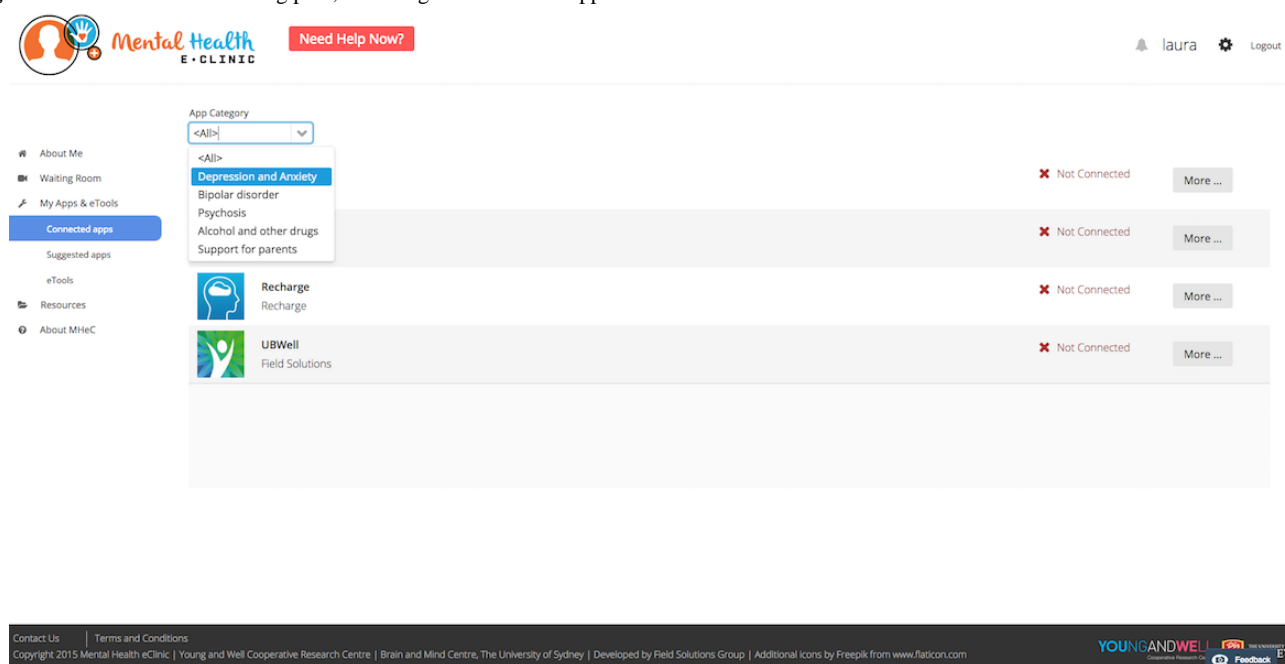 Mental Health
E•CLINIC
Need Help Now?
laura
Logout
App Category
<All>
<All>
Depression and Anxiety
Bipolar disorder
Psychosis
Alcohol and other drugs
Support for parents
About Me
Waiting Room
My Apps & eTools
Connected apps
Suggested apps
eTools
Resources
About MHeC
Not Connected
More ...
Not Connected
More ...
Recharge
Recharge
Not Connected
More ...
UBWell
Field Solutions
Not Connected
More ...
Contact Us | Terms and Conditions
Copyright 2015 Mental Health eClinic | Young and Well Cooperative Research Centre | Brain and Mind Centre, The University of Sydney | Developed by Field Solutions Group | Additional icons by Freepik from www.flaticon.com
YOUNGANDWELL
Cooperative Research
Feedback